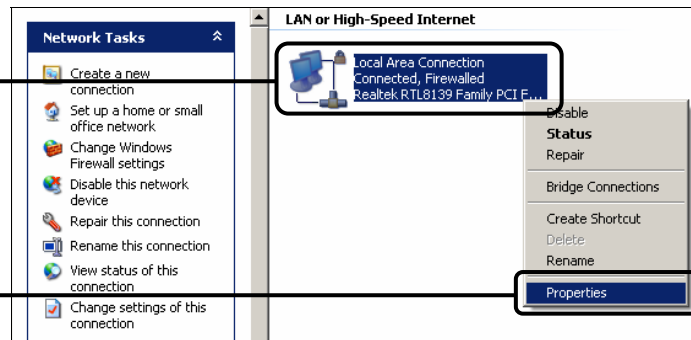 Network Tasks
Create a new
connection
Set up a home or small
office network
Change Windows
Firewall settings
Disable this network
device
Repair this connection
Rename this connection
View status of this
connection
Change settings of this
connection
LAN or High-Speed Internet
Local Area Connection
Connected, Firewalled
Realtek RTL8139 Family PCI F...
Disable
Status
Repair
Bridge Connections
Create Shortcut
Delete
Rename
Properties